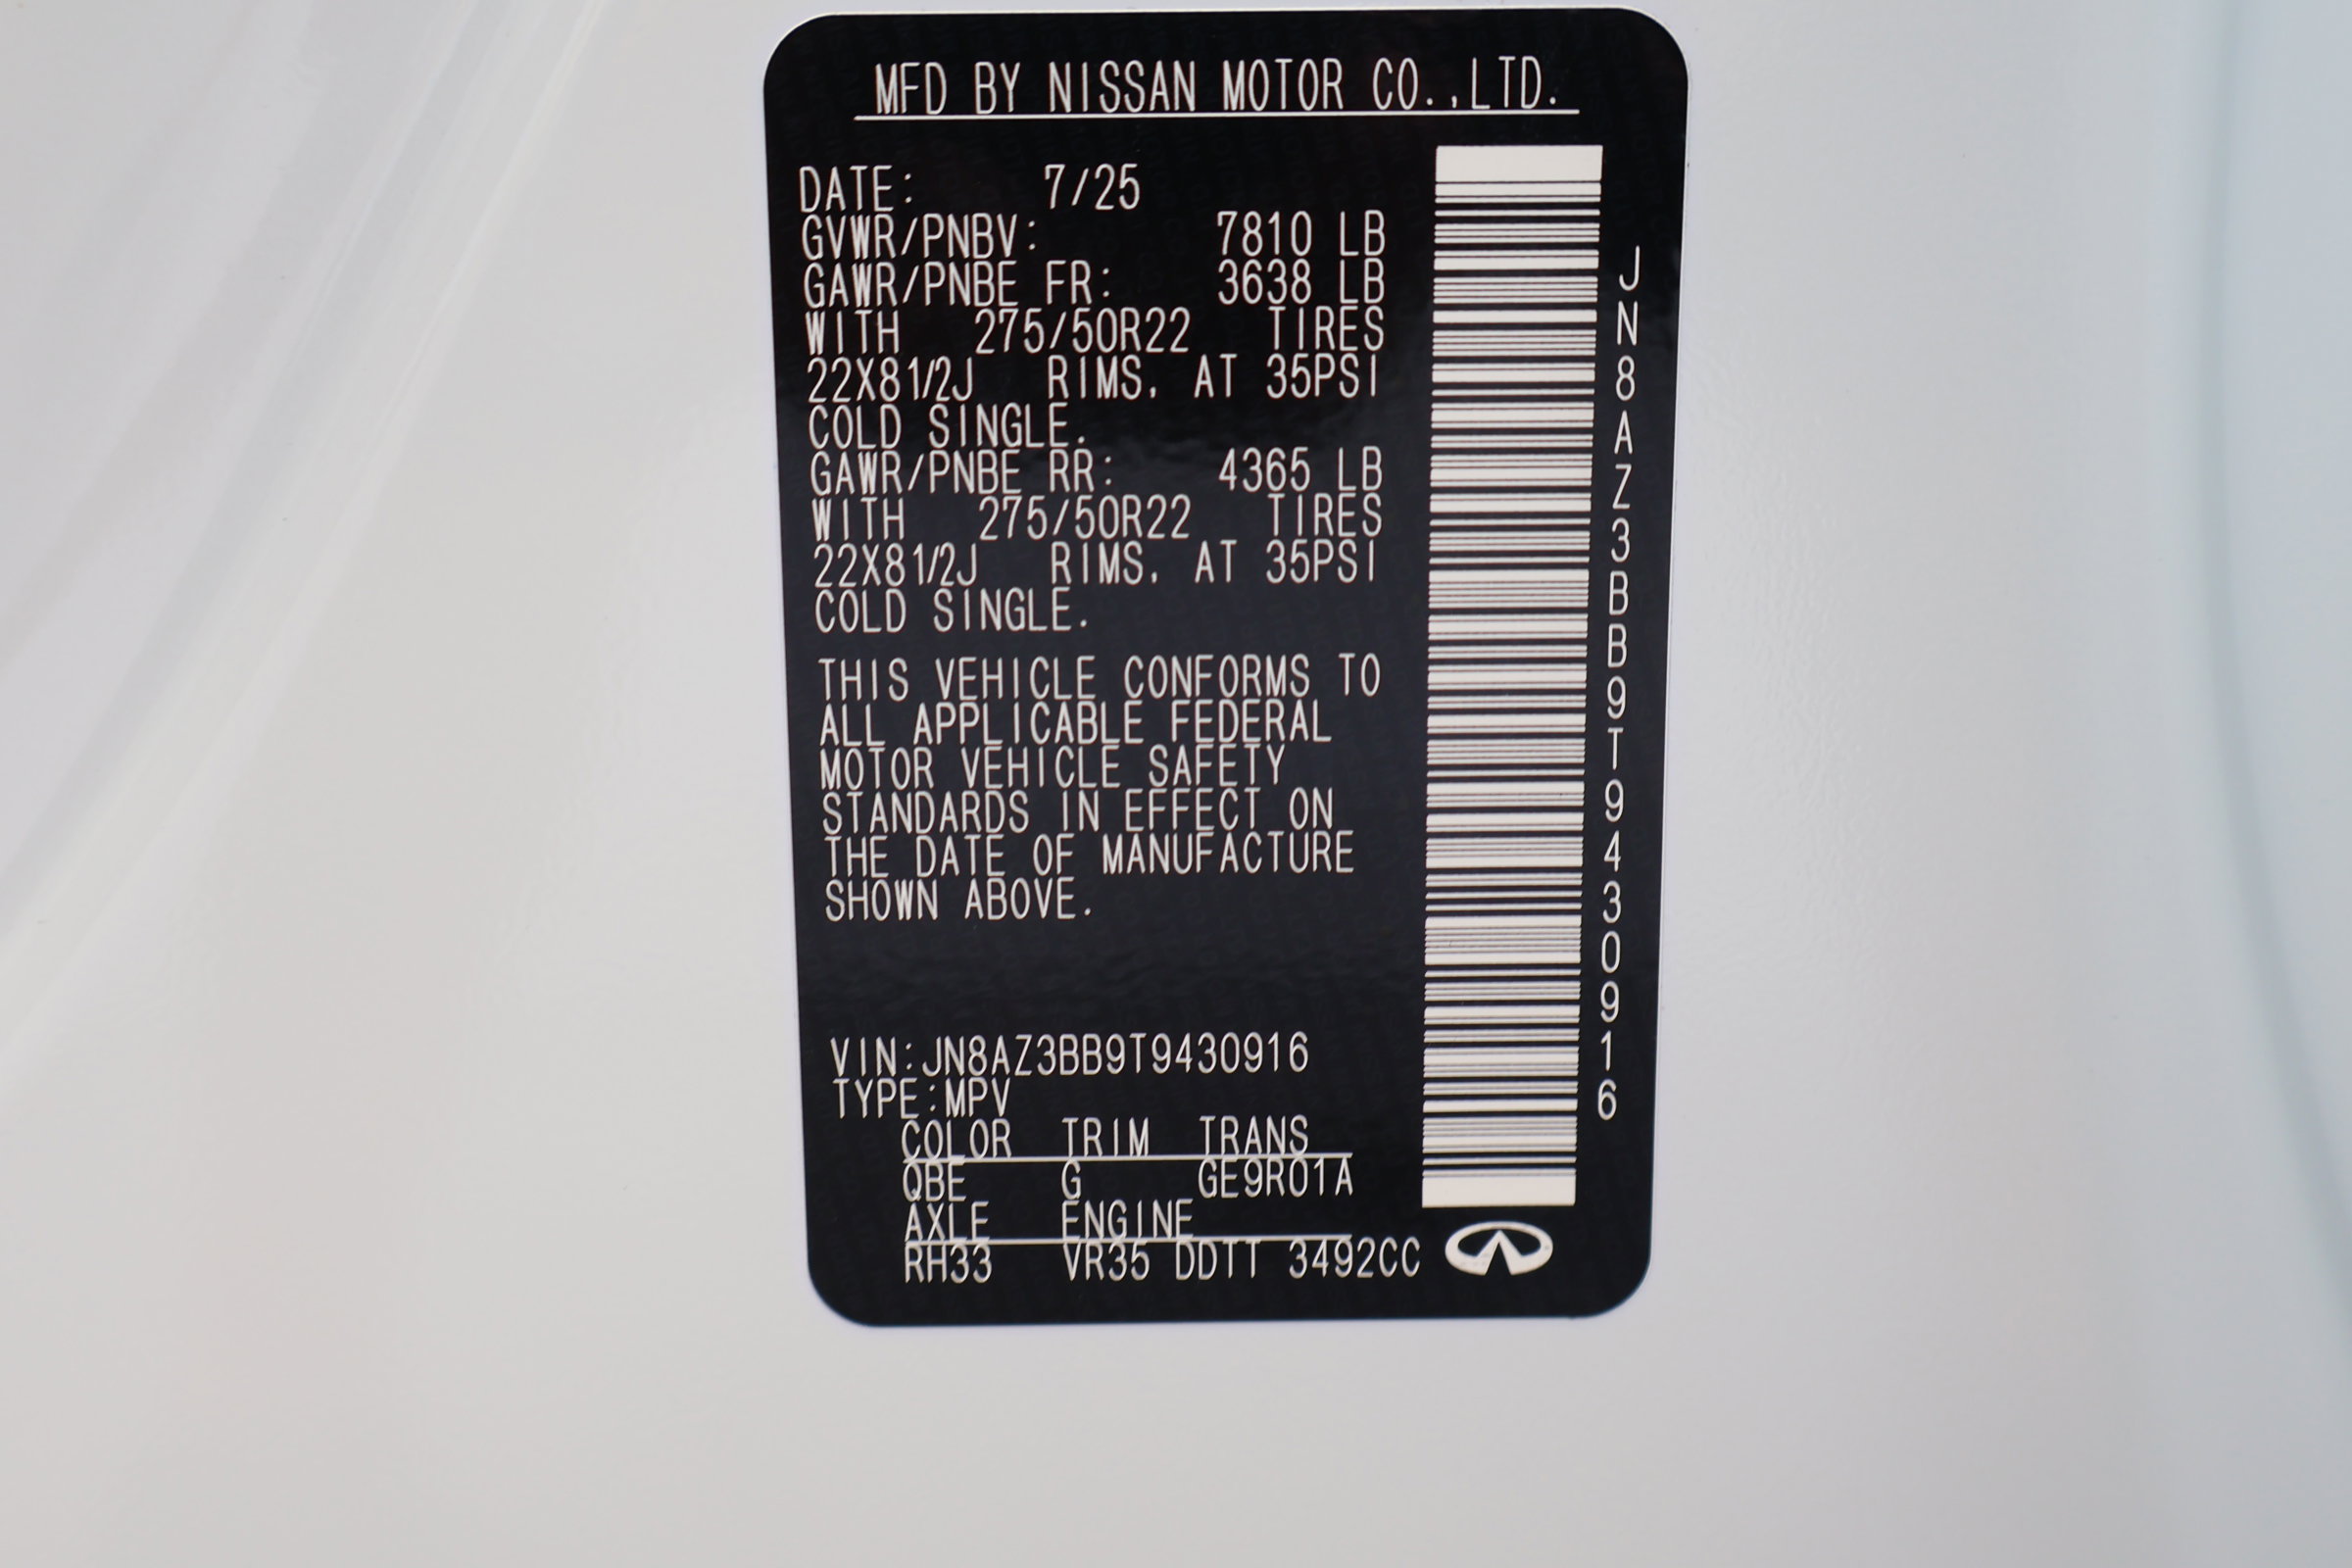 MFD BY NISSAN MOTOR CO.,LTD.
DATE: 7/25
GVWR/PNBV: 7810 LB
GAWR/PNBE FR: 3638 LB
WITH 275/50R22 TIRES
22X81/2J RIMS. AT 35PSI
COLD SINGLE.
GAWR/PNBE RR: 4365 LB
WITH 275/50R22 TIRES
22X81/2J RIMS. AT 35PSI
COLD SINGLE.
THIS VEHICLE CONFORMS TO
ALL APPLICABLE FEDERAL
MOTOR VEHICLE SAFETY
STANDARDS IN EFFECT ON
THE DATE OF MANUFACTURE
SHOWN ABOVE.
VIN:JN8AZ3BB9T9430916
TYPE:MPV
COLOR TRIM TRANS
QBE G GE9R01A
AXLE ENGINE
RH33 VR35 DDTT 3492CC
JN8AZ3BB9T9430916